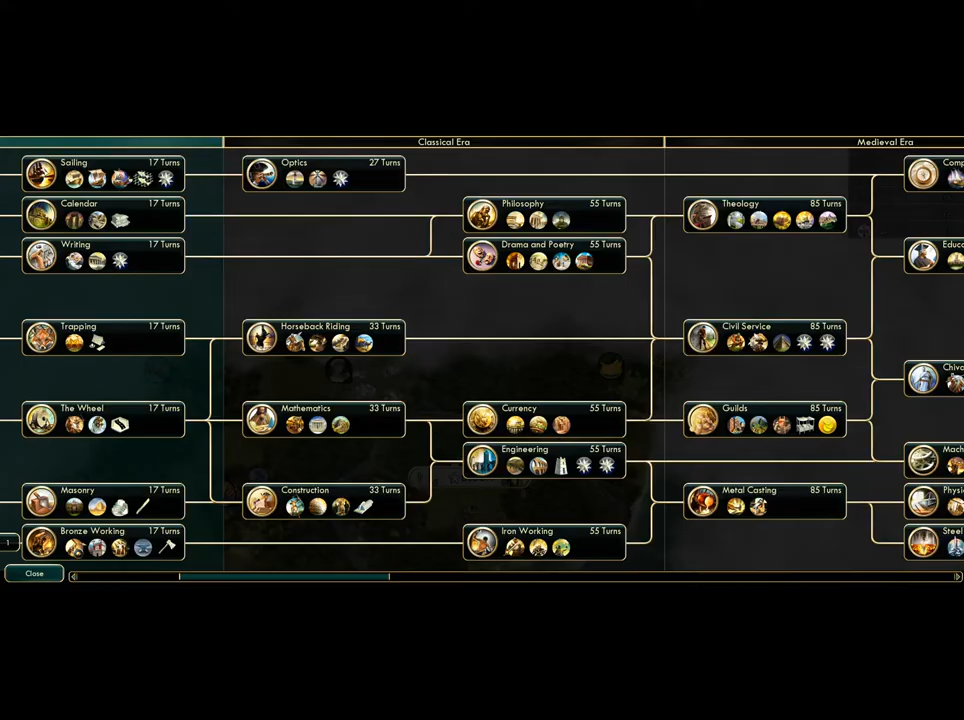 Classical Era
Medieval Era
Sailing 17 Turns
Optics 27 Turns
Calendar 17 Turns
Philosophy 55 Turns
Theology 85 Turns
Writing 17 Turns
Drama and Poetry 55 Turns
Trapping 17 Turns
Horseback Riding 33 Turns
Civil Service 85 Turns
The Wheel 17 Turns
Mathematics 33 Turns
Currency 55 Turns
Guilds 85 Turns
Engineering 55 Turns
Masonry 17 Turns
Construction 33 Turns
Metal Casting 85 Turns
1
Bronze Working 17 Turns
Iron Working 55 Turns
Steel
Close